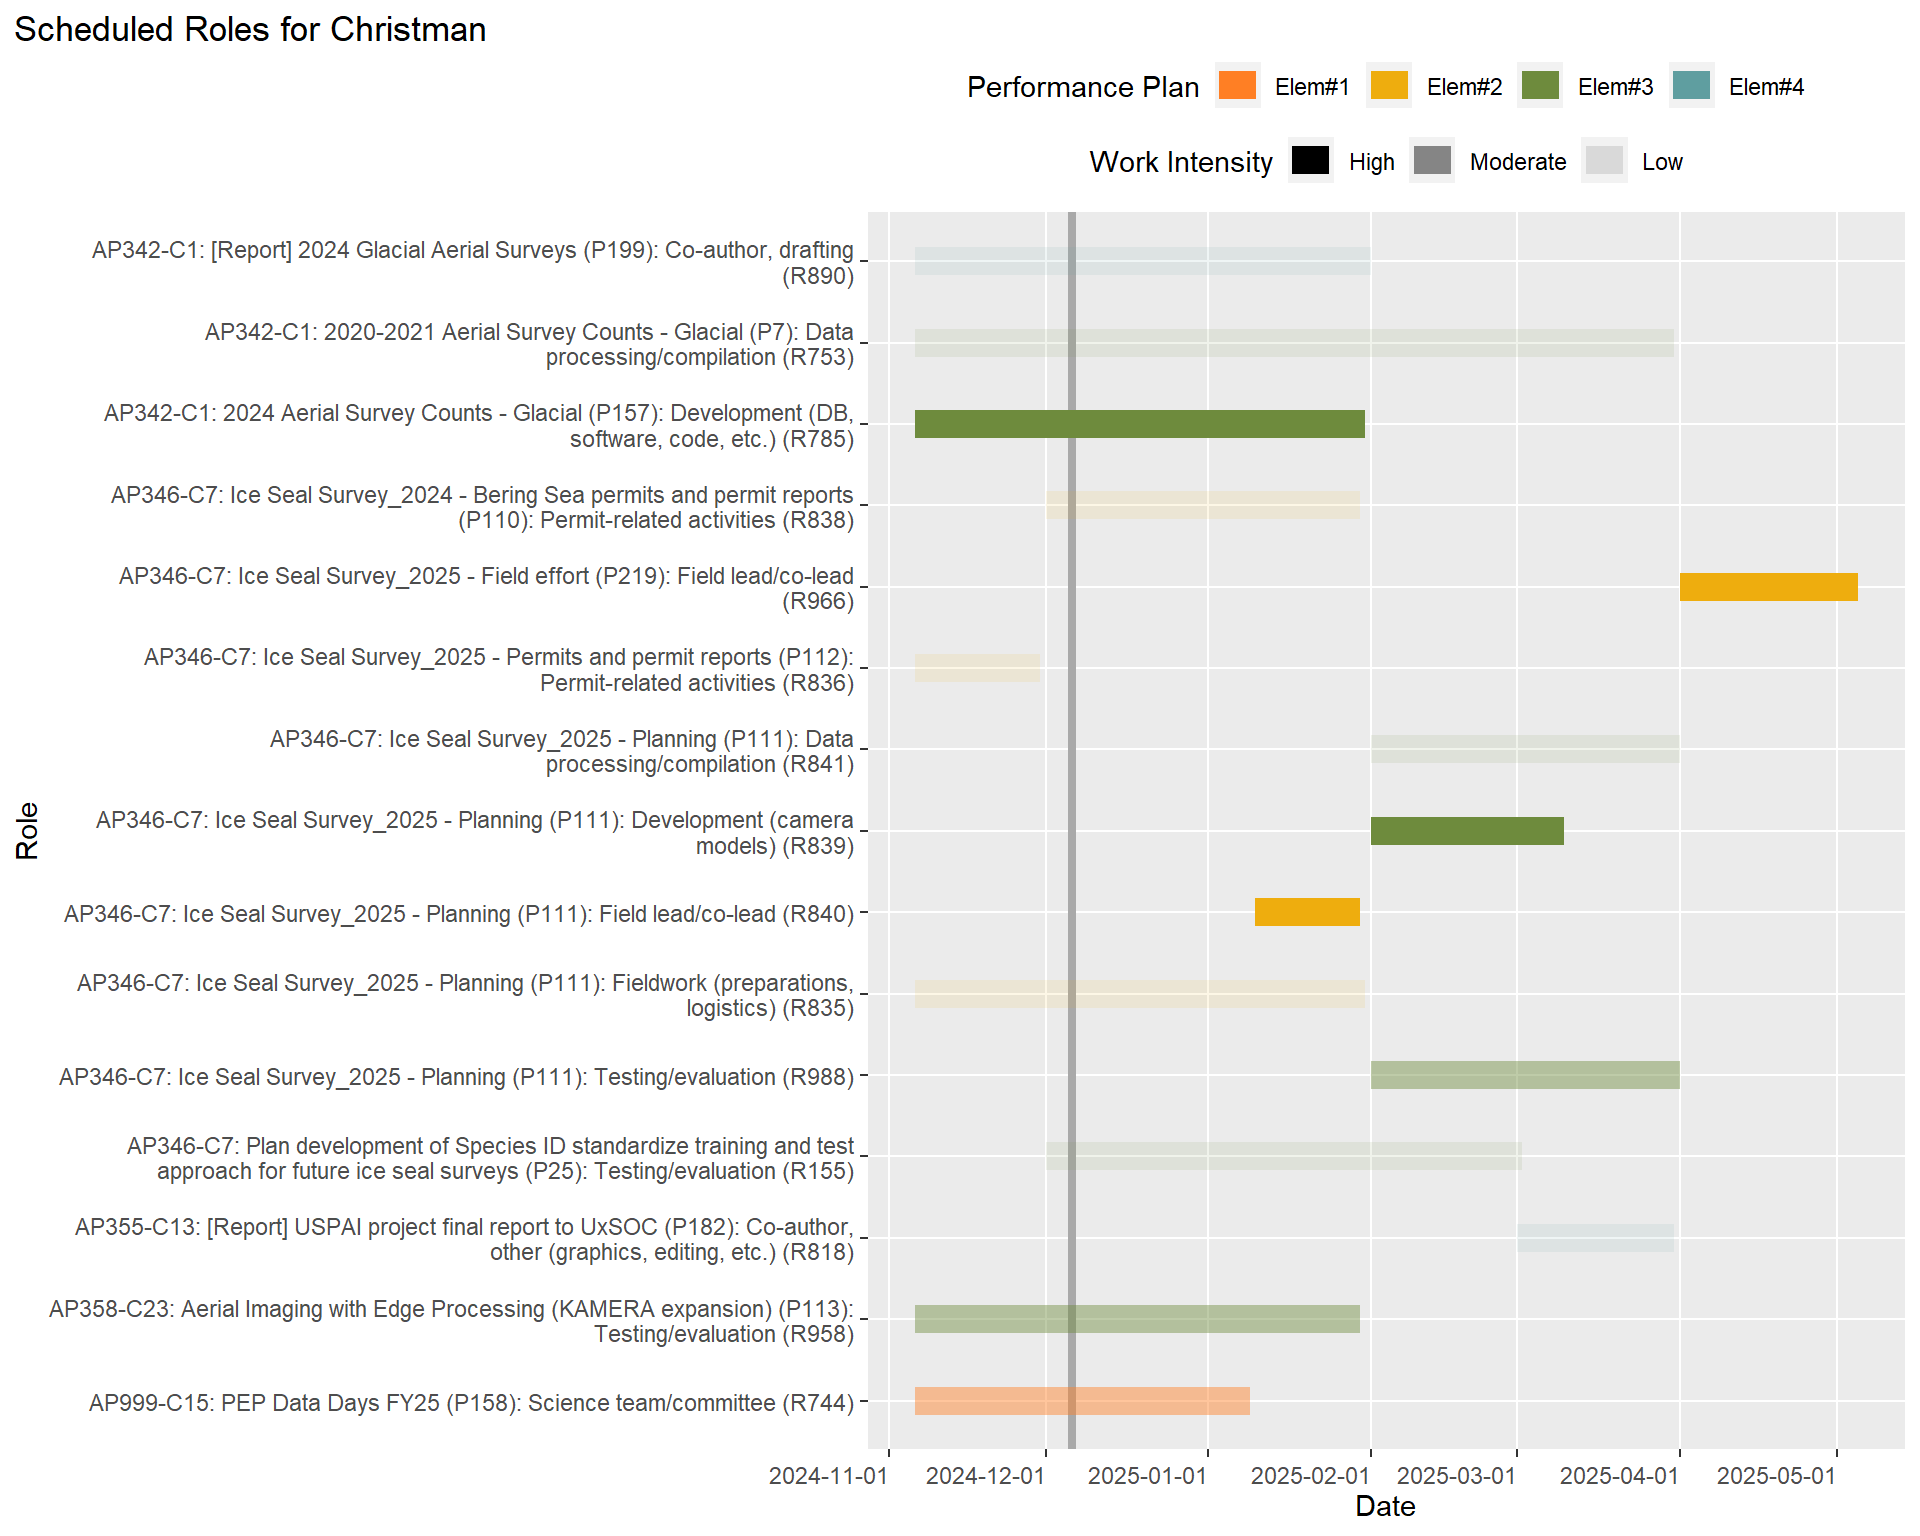 Scheduled Roles for Christman
Performance Plan Elem#1 Elem#2 Elem#3 Elem#4
Work Intensity High Moderate Low
AP342-C1: [Report] 2024 Glacial Aerial Surveys (P199): Co-author, drafting
(R890)
AP342-C1: 2020-2021 Aerial Survey Counts - Glacial (P7): Data
processing/compilation (R753)
AP342-C1: 2024 Aerial Survey Counts - Glacial (P157): Development (DB,
software, code, etc.) (R785)
AP346-C7: Ice Seal Survey_2024 - Bering Sea permits and permit reports
(P110): Permit-related activities (R838)
AP346-C7: Ice Seal Survey_2025 - Field effort (P219): Field lead/co-lead
(R966)
AP346-C7: Ice Seal Survey_2025 - Permits and permit reports (P112):
Permit-related activities (R836)
AP346-C7: Ice Seal Survey_2025 - Planning (P111): Data
processing/compilation (R841)
AP346-C7: Ice Seal Survey_2025 - Planning (P111): Development (camera
models) (R839)
AP346-C7: Ice Seal Survey_2025 - Planning (P111): Field lead/co-lead (R840)
AP346-C7: Ice Seal Survey_2025 - Planning (P111): Fieldwork (preparations,
logistics) (R835)
AP346-C7: Ice Seal Survey_2025 - Planning (P111): Testing/evaluation (R988)
AP346-C7: Plan development of Species ID standardize training and test
approach for future ice seal surveys (P25): Testing/evaluation (R155)
AP355-C13: [Report] USPAI project final report to UxSOC (P182): Co-author,
other (graphics, editing, etc.) (R818)
AP358-C23: Aerial Imaging with Edge Processing (KAMERA expansion) (P113):
Testing/evaluation (R958)
AP999-C15: PEP Data Days FY25 (P158): Science team/committee (R744)
Role
2024-11-01 2024-12-01 2025-01-01 2025-02-01 2025-03-01 2025-04-01 2025-05-01
Date